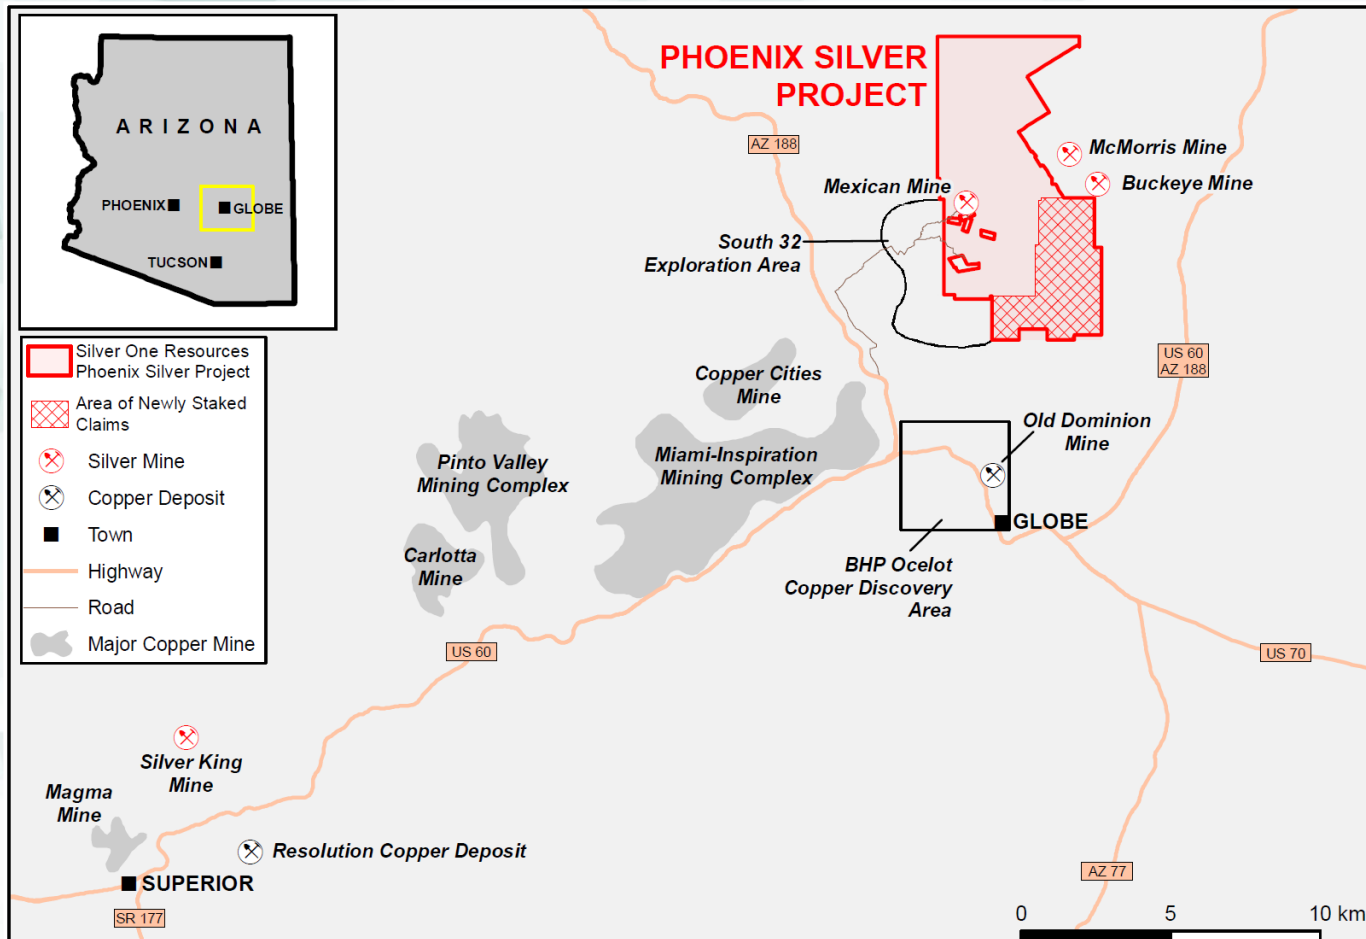 ARIZONA
PHOENIX
GLOBE
TUCSON
PHOENIX SILVER
PROJECT
AZ 188
McMorris Mine
Buckeye Mine
Mexican Mine
South 32
Exploration Area
US 60
AZ 188
Silver One Resources
Phoenix Silver Project
Area of Newly Staked
Claims
Silver Mine
Copper Deposit
Town
Highway
Road
Major Copper Mine
Copper Cities
Mine
Old Dominion
Mine
Pinto Valley
Mining Complex
Miami-Inspiration
Mining Complex
GLOBE
Carlotta
Mine
BHP Ocelot
Copper Discovery
Area
US 60
US 70
Silver King
Mine
Magma
Mine
Resolution Copper Deposit
SUPERIOR
SR 177
AZ 77
0 5 10 km